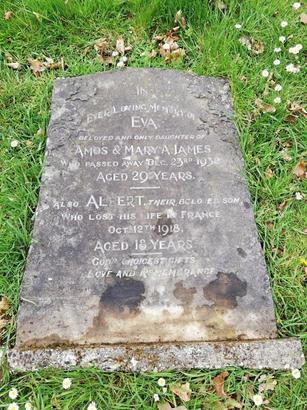 IN
EVER LOVING MEMORY OF
EVA
BELOVED AND ONLY DAUGHTER OF
AMOS & MARY A. JAMES
WHO PASSED AWAY DEC. 23RD 1932
AGED 20 YEARS.
ALSO ALBERT, THEIR BELOVED SON,
WHO LOST HIS LIFE IN FRANCE
OCT. 12TH 1918,
AGED 18 YEARS.
GOD'S CHOICEST GIFTS
LOVE AND REMEMBRANCE